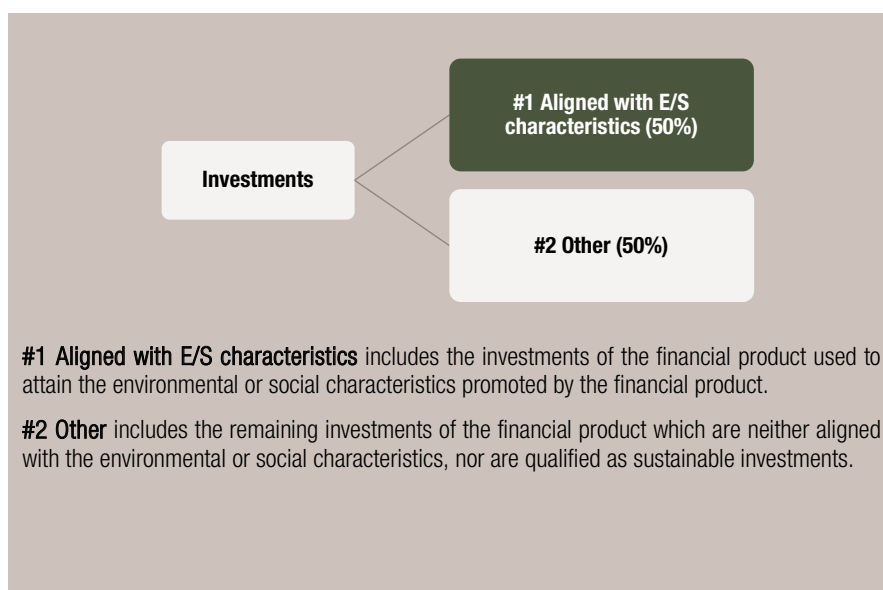 #1 Aligned with E/S
characteristics (50%)
Investments
#2 Other (50%)
#1 Aligned with E/S characteristics includes the investments of the financial product used to
attain the environmental or social characteristics promoted by the financial product.
#2 Other includes the remaining investments of the financial product which are neither aligned
with the environmental or social characteristics, nor are qualified as sustainable investments.